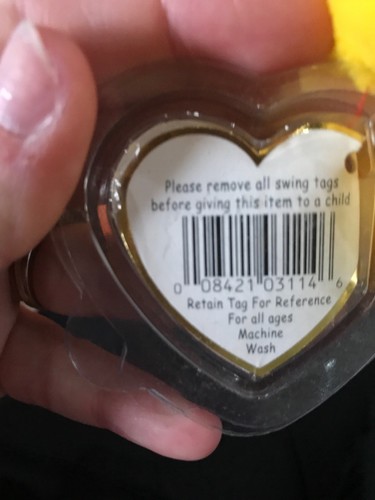 Please remove all swing tags
before giving this item to a child
0 08421 03114 6
Retain Tag For Reference
For all ages
Machine
Wash